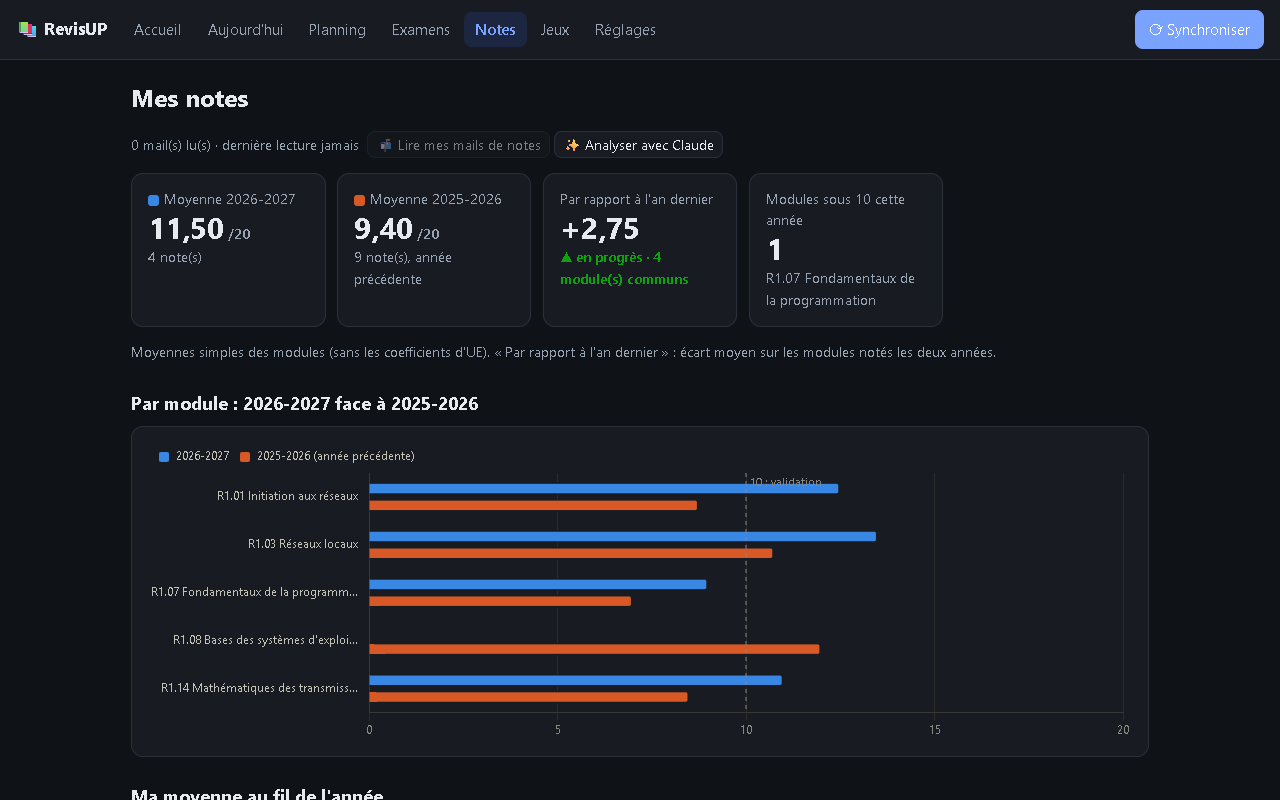 RevisUP Accueil Aujourd'hui Planning Examens Notes Jeux Réglages Synchroniser
Mes notes
0 mail(s) lu(s) · dernière lecture jamais Lire mes mails de notes Analyser avec Claude
Moyenne 2026-2027
11,50 /20
4 note(s)
Moyenne 2025-2026
9,40 /20
9 note(s), année
précédente
Par rapport à l'an dernier
+2,75
▲ en progrès · 4
module(s) communs
Modules sous 10 cette
année
1
R1.07 Fondamentaux de
la programmation
Moyennes simples des modules (sans les coefficients d'UE). « Par rapport à l'an dernier » : écart moyen sur les modules notés les deux années.
Par module : 2026-2027 face à 2025-2026
2026-2027 2025-2026 (année précédente)
10 : validation
R1.01 Initiation aux réseaux
R1.03 Réseaux locaux
R1.07 Fondamentaux de la programm...
R1.08 Bases des systèmes d'exploi...
R1.14 Mathématiques des transmiss...
0 5 10 15 20
Ma moyenne au fil de l'année